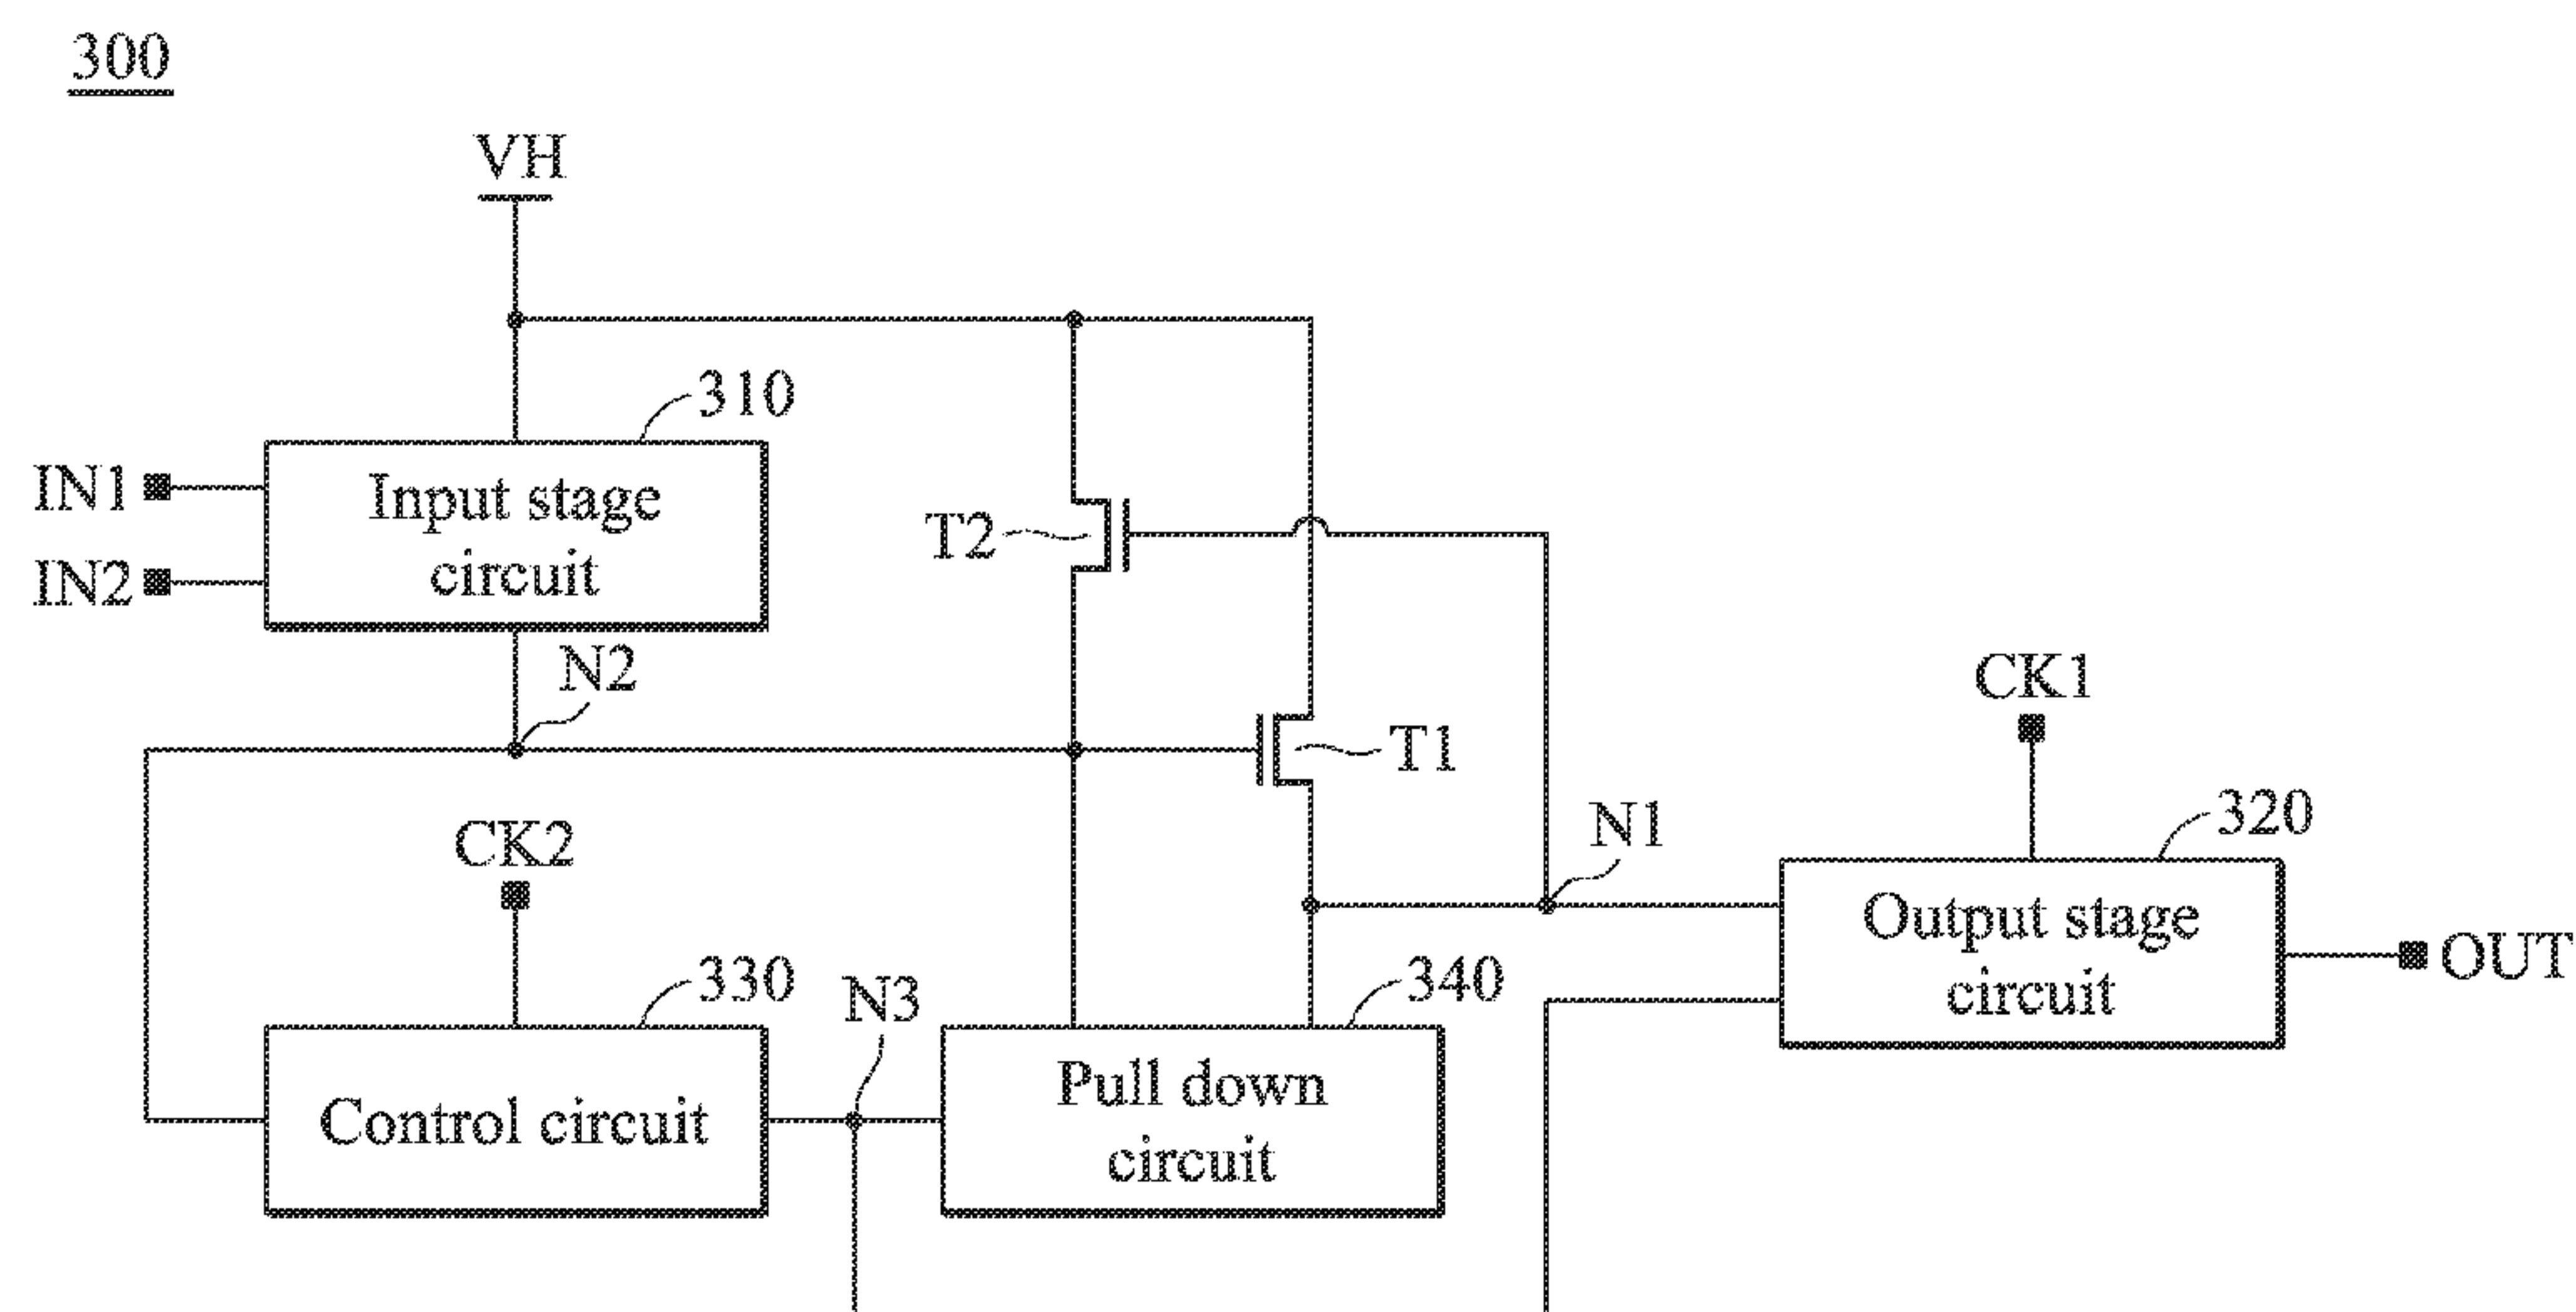 300
VH
310
IN1
Input stage
circuit
IN2
T2
N2
T1
CK1
CK2
N1
320
Output stage
circuit
OUT
330
N3
340
Control circuit
Pull down
circuit